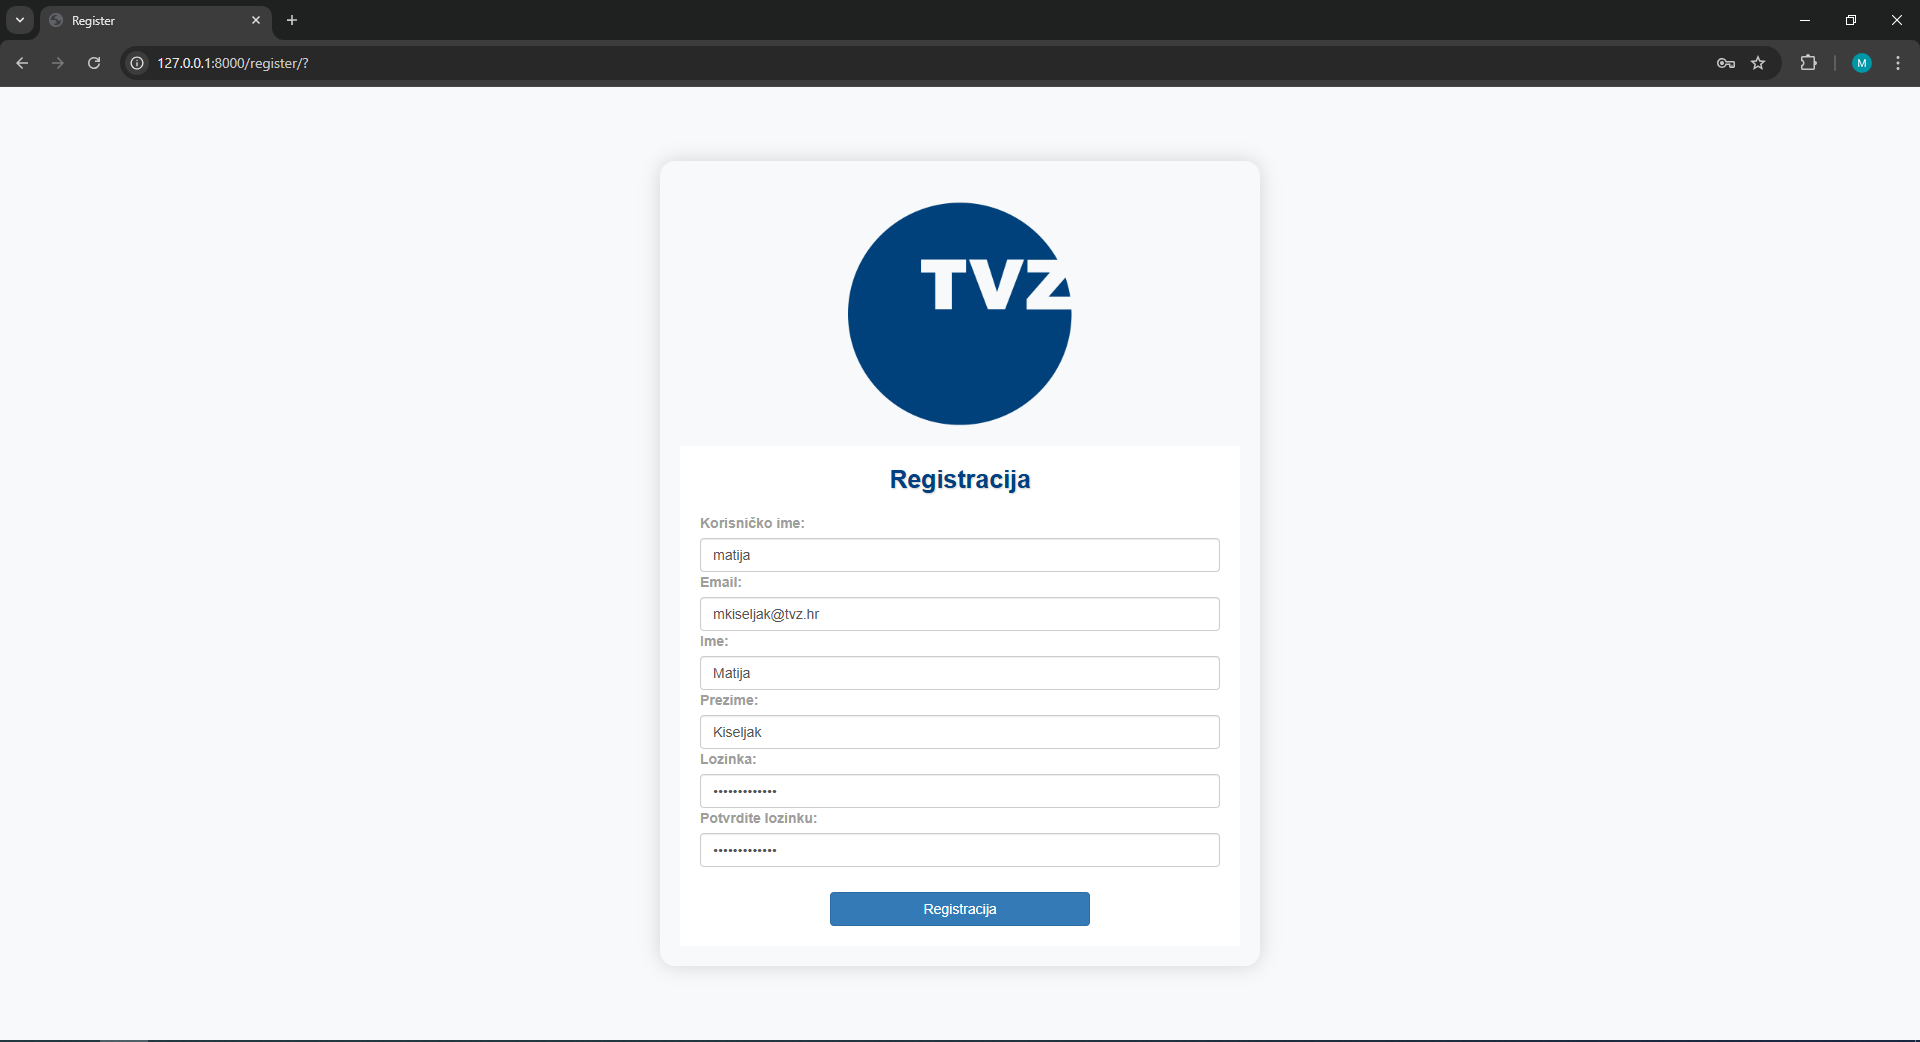 Register
127.0.0.1:8000/register/?
M
TVZ
Registracija
Korisničko ime:
matija
Email:
mkiseljak@tvz.hr
Ime:
Matija
Prezime:
Kiseljak
Lozinka:
•••••••••••••
Potvrdite lozinku:
•••••••••••••
Registracija